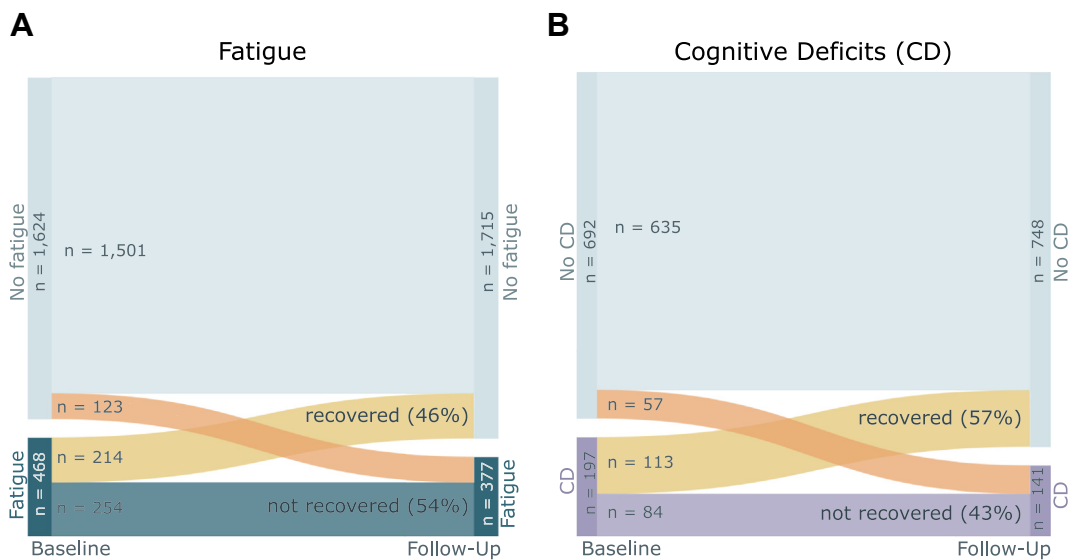 A
Fatigue
No fatigue
n = 1,624
n = 1,501
n = 1,715
No fatigue
n = 123
recovered (46%)
Fatigue
n = 468
n = 214
n = 254
not recovered (54%)
n = 377
Fatigue
Baseline
Follow-Up
B
Cognitive Deficits (CD)
No CD
n = 692
n = 635
n = 748
No CD
n = 57
recovered (57%)
CD
n = 197
n = 113
n = 84
not recovered (43%)
n = 141
CD
Baseline
Follow-Up